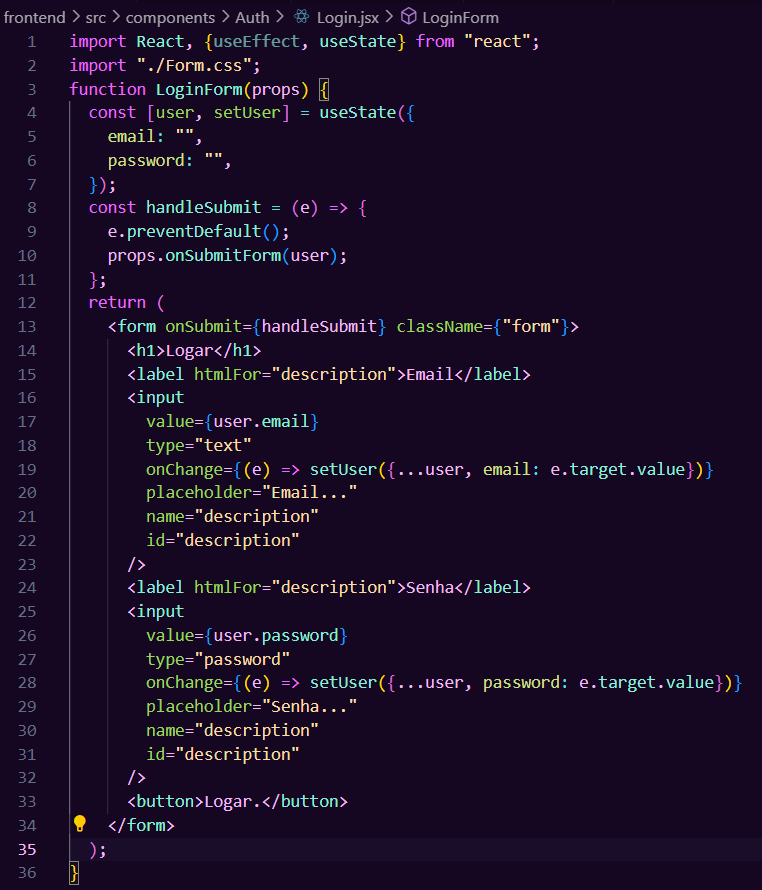 frontend > src > components > Auth > Login.jsx > LoginForm
1 import React, {useEffect, useState} from "react";
2 import "./Form.css";
3 function LoginForm(props) {
4   const [user, setUser] = useState({
5     email: "",
6     password: "",
7   });
8   const handleSubmit = (e) => {
9     e.preventDefault();
10     props.onSubmitForm(user);
11   };
12   return (
13     <form onSubmit={handleSubmit} className={"form"}>
14       <h1>Logar</h1>
15       <label htmlFor="description">Email</label>
16       <input
17         value={user.email}
18         type="text"
19         onChange={(e) => setUser({...user, email: e.target.value})}
20         placeholder="Email..."
21         name="description"
22         id="description"
23       />
24       <label htmlFor="description">Senha</label>
25       <input
26         value={user.password}
27         type="password"
28         onChange={(e) => setUser({...user, password: e.target.value})}
29         placeholder="Senha..."
30         name="description"
31         id="description"
32       />
33       <button>Logar.</button>
34     </form>
35   );
36 }